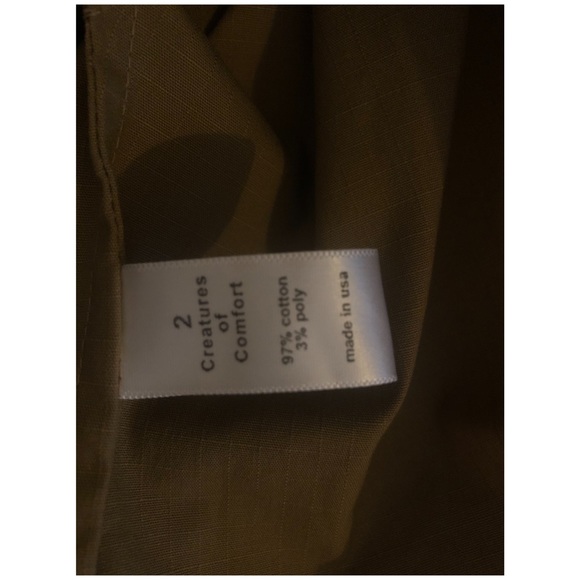 2
Creatures
of
Comfort
97% cotton
3% poly
made in usa